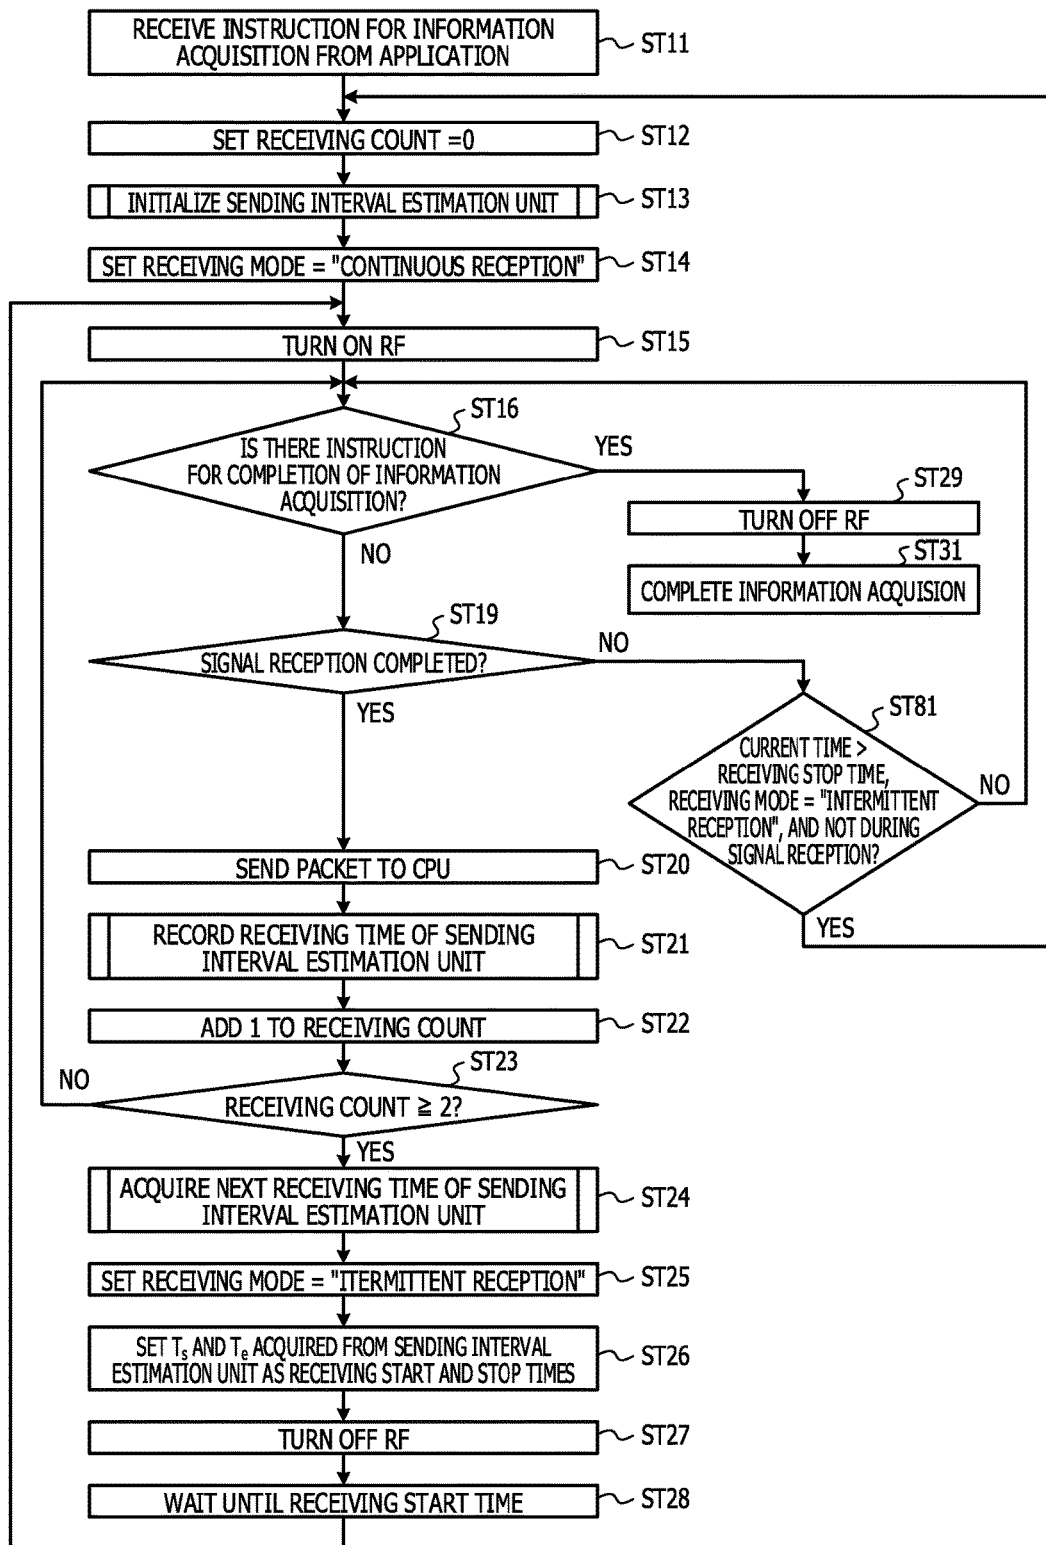 RECEIVE INSTRUCTION FOR INFORMATION
ACQUISITION FROM APPLICATION
ST11
SET RECEIVING COUNT =0
ST12
INITIALIZE SENDING INTERVAL ESTIMATION UNIT
ST13
SET RECEIVING MODE = "CONTINUOUS RECEPTION"
ST14
TURN ON RF
ST15
ST16
IS THERE INSTRUCTION
FOR COMPLETION OF INFORMATION
ACQUISITION?
YES
NO
ST29
TURN OFF RF
ST31
COMPLETE INFORMATION ACQUISION
ST19
SIGNAL RECEPTION COMPLETED?
NO
YES
ST81
CURRENT TIME >
RECEIVING STOP TIME,
RECEIVING MODE = "INTERMITTENT
RECEPTION", AND NOT DURING
SIGNAL RECEPTION?
NO
YES
SEND PACKET TO CPU
ST20
RECORD RECEIVING TIME OF SENDING
INTERVAL ESTIMATION UNIT
ST21
ADD 1 TO RECEIVING COUNT
ST22
ST23
NO
RECEIVING COUNT ≧ 2?
YES
ACQUIRE NEXT RECEIVING TIME OF SENDING
INTERVAL ESTIMATION UNIT
ST24
SET RECEIVING MODE = "ITERMITTENT RECEPTION"
ST25
SET Ts AND Te ACQUIRED FROM SENDING INTERVAL
ESTIMATION UNIT AS RECEIVING START AND STOP TIMES
ST26
TURN OFF RF
ST27
WAIT UNTIL RECEIVING START TIME
ST28